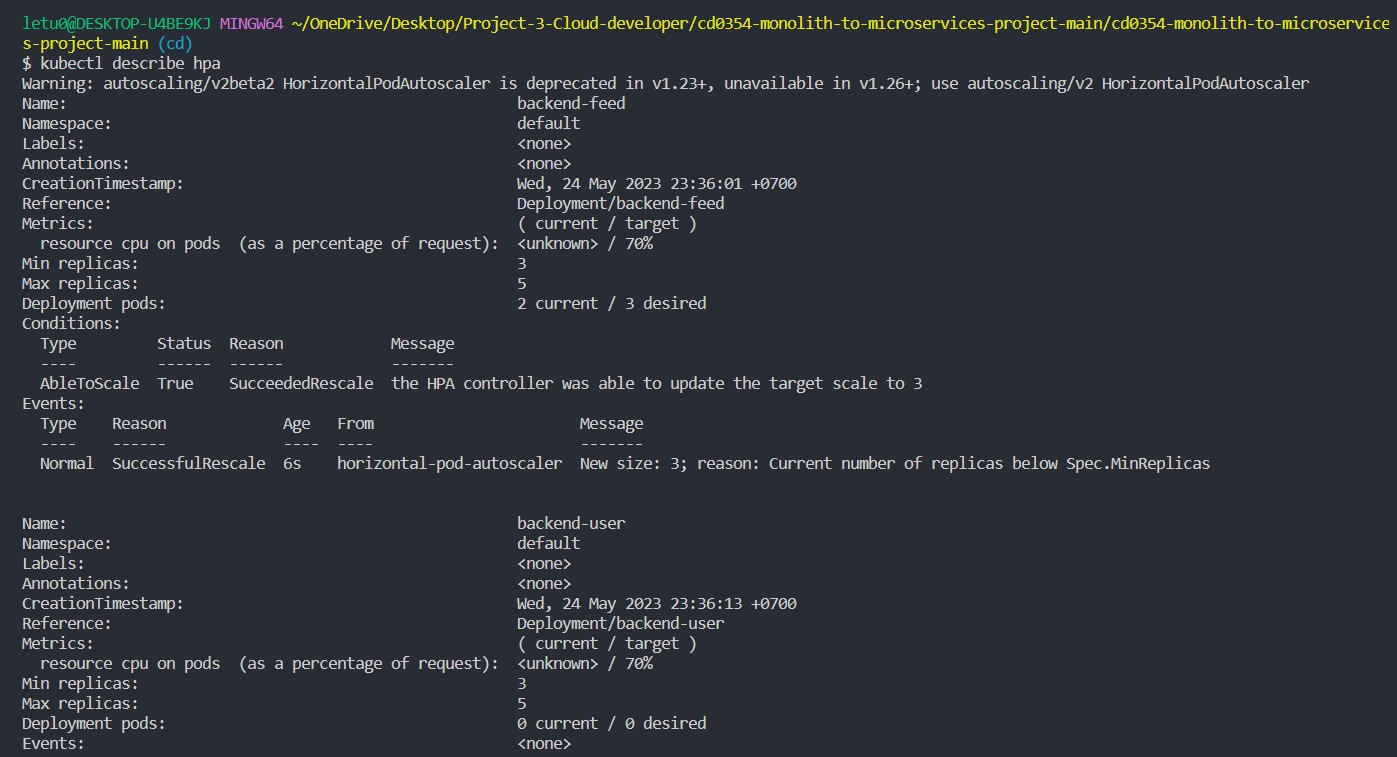 letu0@DESKTOP-U4BE9KJ MINGW64 ~/OneDrive/Desktop/Project-3-Cloud-developer/cd0354-monolith-to-microservices-project-main/cd0354-monolith-to-microservice
s-project-main (cd)
$ kubectl describe hpa
Warning: autoscaling/v2beta2 HorizontalPodAutoscaler is deprecated in v1.23+, unavailable in v1.26+; use autoscaling/v2 HorizontalPodAutoscaler
Name: backend-feed
Namespace: default
Labels: <none>
Annotations: <none>
CreationTimestamp: Wed, 24 May 2023 23:36:01 +0700
Reference: Deployment/backend-feed
Metrics: ( current / target )
  resource cpu on pods  (as a percentage of request):  <unknown> / 70%
Min replicas: 3
Max replicas: 5
Deployment pods: 2 current / 3 desired
Conditions:
  Type         Status  Reason            Message
  ----         ------  ------            -------
  AbleToScale  True    SucceededRescale  the HPA controller was able to update the target scale to 3
Events:
  Type    Reason             Age   From                       Message
  ----    ------             ----  ----                       -------
  Normal  SuccessfulRescale  6s    horizontal-pod-autoscaler  New size: 3; reason: Current number of replicas below Spec.MinReplicas
Name: backend-user
Namespace: default
Labels: <none>
Annotations: <none>
CreationTimestamp: Wed, 24 May 2023 23:36:13 +0700
Reference: Deployment/backend-user
Metrics: ( current / target )
  resource cpu on pods  (as a percentage of request):  <unknown> / 70%
Min replicas: 3
Max replicas: 5
Deployment pods: 0 current / 0 desired
Events: <none>